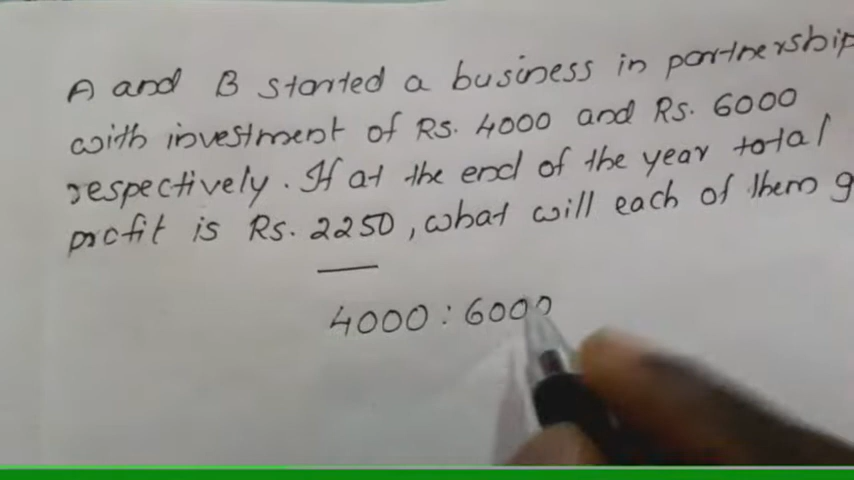 A and B started a business in partnership
with investment of Rs. 4000 and Rs. 6000
respectively. If at the end of the year total
profit is Rs. 2250, what will each of them g
4000 : 6000